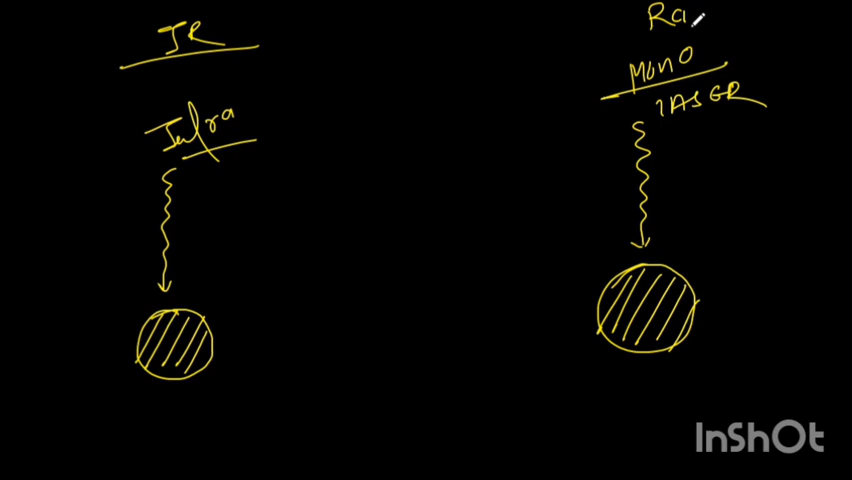 IR
Infra
Ra
Mono
LASER
InShOt